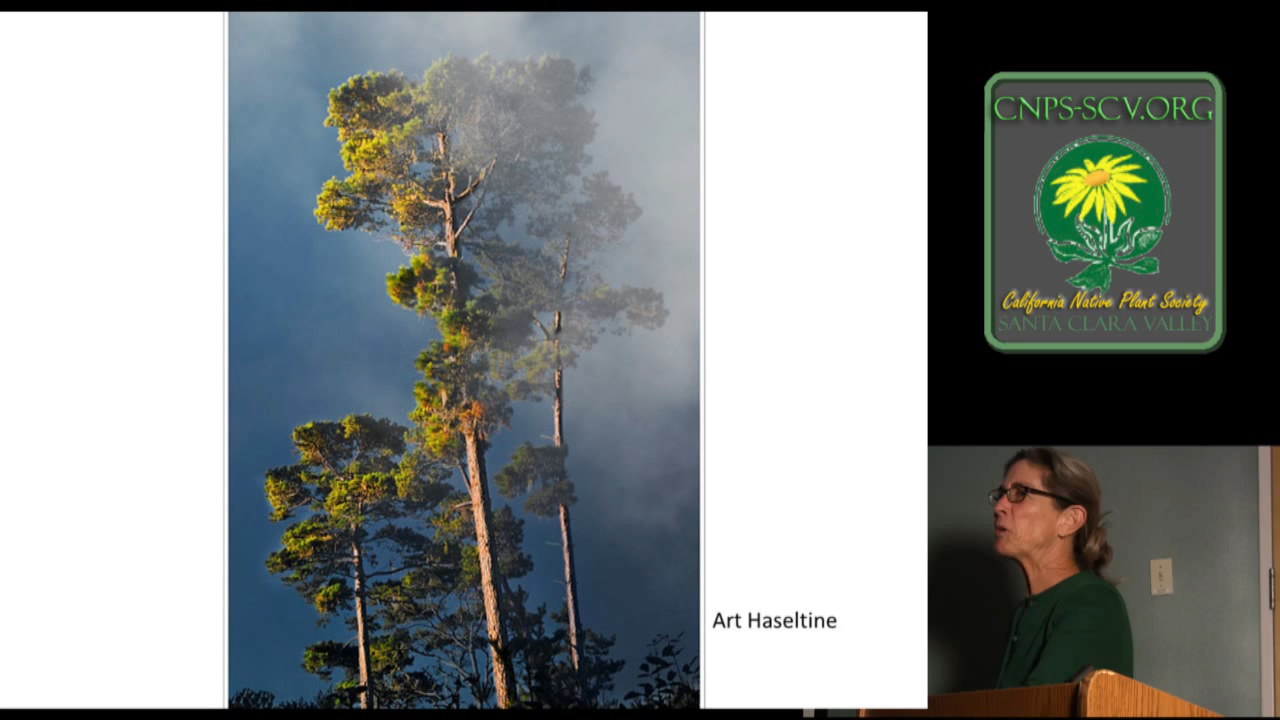 Art Haseltine
CNPS-SCV.ORG
California Native Plant Society
SANTA CLARA VALLEY